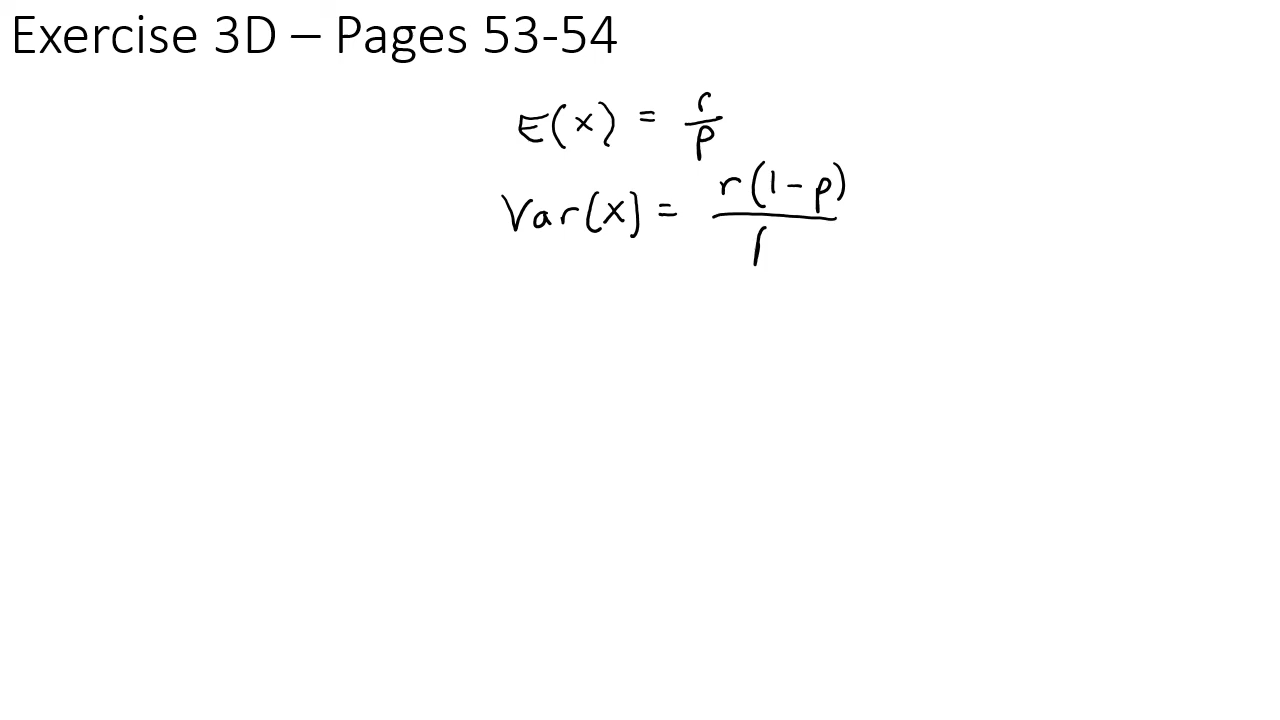 Exercise 3D – Pages 53-54
E(x) = r/p
Var(x) = r(1-p)/